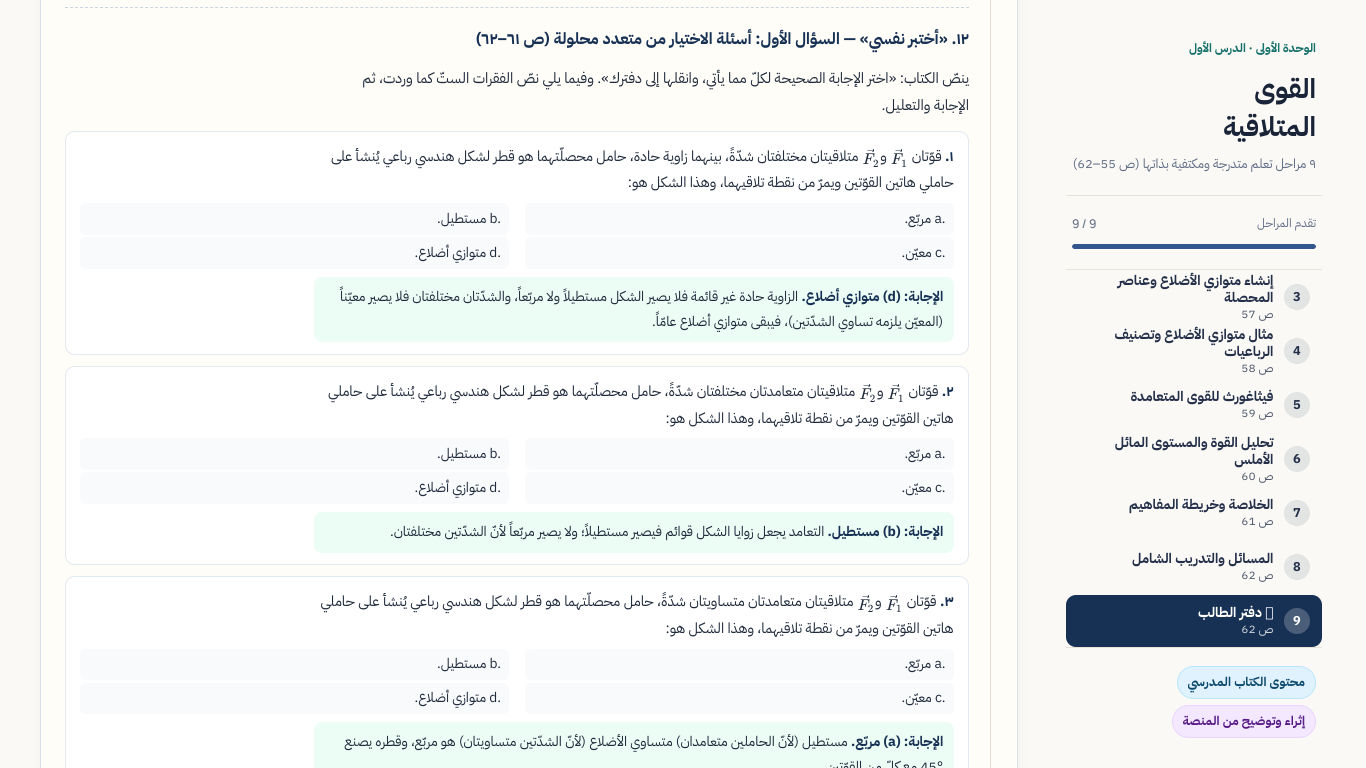 الوحدة الأولى · الدرس الأول
القوى
المتلاقية
٩ مراحل تعلم متدرجة ومكتفية بذاتها (ص 55–62)
تقدم المراحل
9 / 9
3
إنشاء متوازي الأضلاع وعناصر
المحصلة
ص 57
4
مثال متوازي الأضلاع وتصنيف
الرباعيات
ص 58
5
فيثاغورث للقوى المتعامدة
ص 59
6
تحليل القوة والمستوى المائل
الأملس
ص 60
7
الخلاصة وخريطة المفاهيم
ص 61
8
المسائل والتدريب الشامل
ص 62
9
دفتر الطالب
ص 62
محتوى الكتاب المدرسي
إثراء وتوضيح من المنصة
١٢. «أختبر نفسي» — السؤال الأول: أسئلة الاختيار من متعدد محلولة (ص ٦١–٦٢)
ينصّ الكتاب: «اختر الإجابة الصحيحة لكلّ مما يأتي، وانقلها إلى دفترك». وفيما يلي نصّ الفقرات الستّ كما وردت، ثم
الإجابة والتعليل.
١. قوّتان F⃗1 و F⃗2 متلاقيتان مختلفتان شدّةً، بينهما زاوية حادة، حامل محصلّتهما هو قطر لشكل هندسي رباعي يُنشأ على
حاملي هاتين القوّتين ويمرّ من نقطة تلاقيهما، وهذا الشكل هو:
a. مربّع.
b. مستطيل.
c. معيّن.
d. متوازي أضلاع.
الإجابة: (d) متوازي أضلاع. الزاوية حادة غير قائمة فلا يصير الشكل مستطيلاً ولا مربّعاً، والشدّتان مختلفتان فلا يصير معيّناً
(المعيّن يلزمه تساوي الشدّتين)، فيبقى متوازي أضلاع عامّاً.
٢. قوّتان F⃗1 و F⃗2 متلاقيتان متعامدتان مختلفتان شدّةً، حامل محصلّتهما هو قطر لشكل هندسي رباعي يُنشأ على حاملي
هاتين القوّتين ويمرّ من نقطة تلاقيهما، وهذا الشكل هو:
a. مربّع.
b. مستطيل.
c. معيّن.
d. متوازي أضلاع.
الإجابة: (b) مستطيل. التعامد يجعل زوايا الشكل قوائم فيصير مستطيلاً؛ ولا يصير مربّعاً لأنّ الشدّتين مختلفتان.
٣. قوّتان F⃗1 و F⃗2 متلاقيتان متعامدتان متساويتان شدّةً، حامل محصلّتهما هو قطر لشكل هندسي رباعي يُنشأ على حاملي
هاتين القوّتين ويمرّ من نقطة تلاقيهما، وهذا الشكل هو:
a. مربّع.
b. مستطيل.
c. معيّن.
d. متوازي أضلاع.
الإجابة: (a) مربّع. مستطيل (لأنّ الحاملين متعامدان) متساوي الأضلاع (لأنّ الشدّتين متساويتان) هو مربّع، وقطره يصنع
45° مع كلّ من القوّتين.